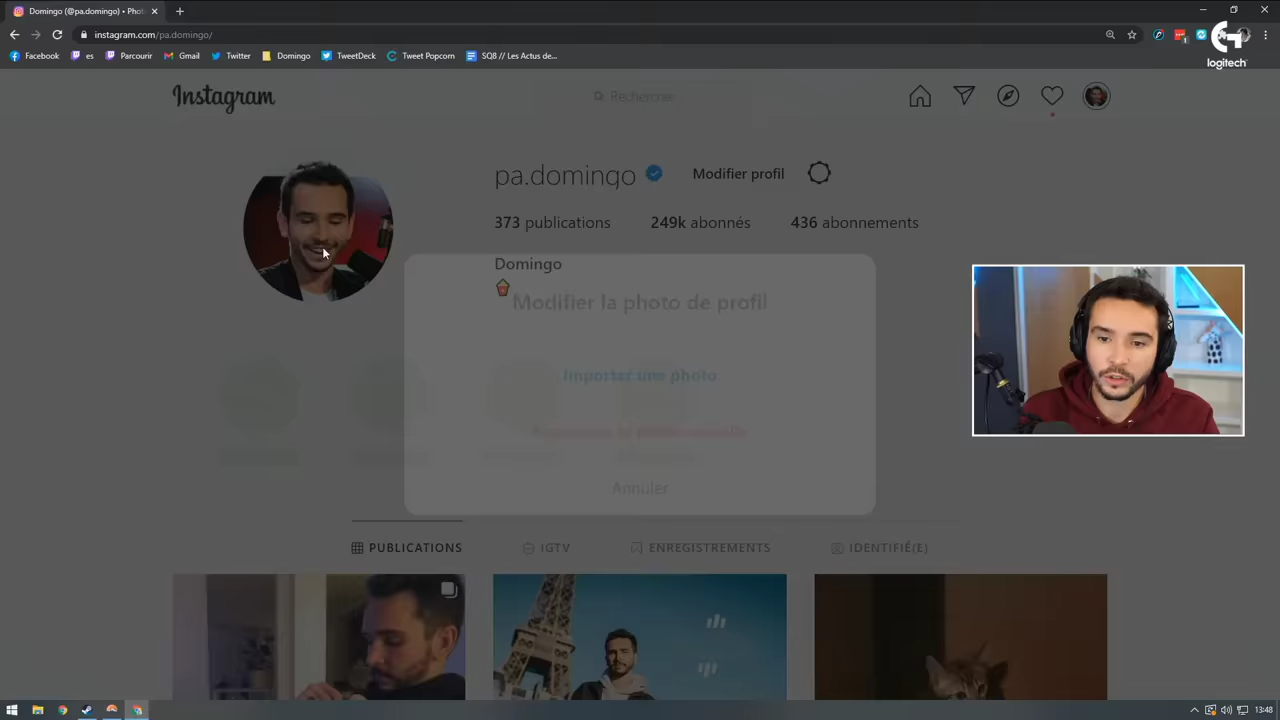 Domingo (@pa.domingo) • Phot
instagram.com/pa.domingo/
Facebook
es
Parcourir
Gmail
Twitter
Domingo
TweetDeck
Tweet Popcorn
SQ8 // Les Actus de...
logitech
Instagram
Rechercher
pa.domingo
Modifier profil
373 publications
249k abonnés
436 abonnements
Domingo
Modifier la photo de profil
Importer une photo
Annuler
PUBLICATIONS
IGTV
ENREGISTREMENTS
IDENTIFIÉ(E)
13:48